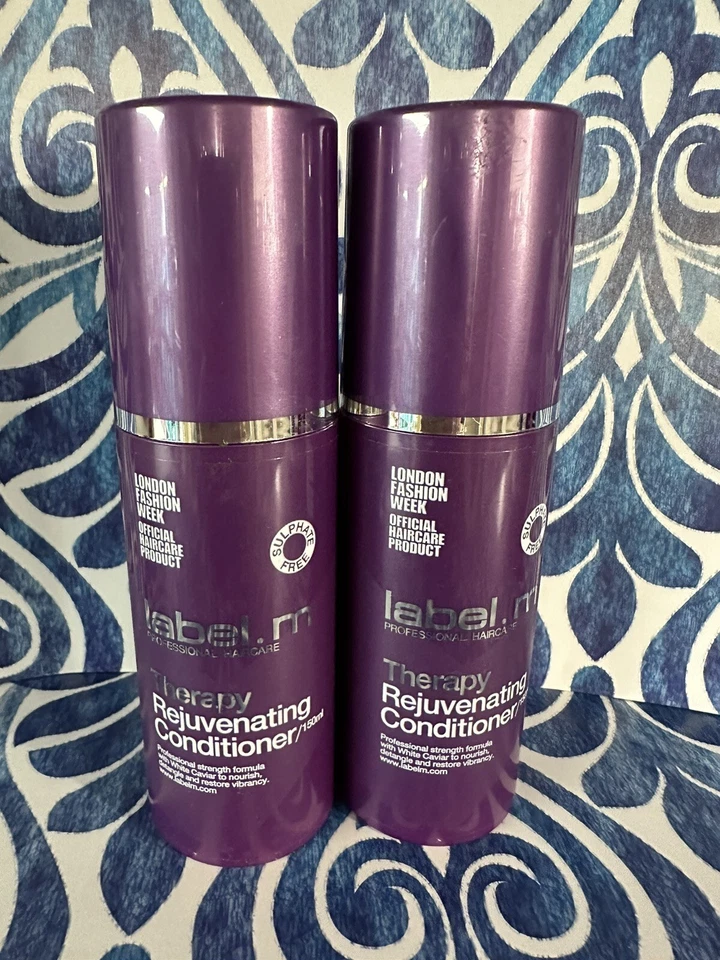 LONDON
FASHION
WEEK
OFFICIAL
HAIRCARE
PRODUCT
SULPHATE
FREE
label.m
PROFESSIONAL HAIRCARE
Therapy
Rejuvenating
Conditioner/150ml
Professional strength formula
with White Caviar to nourish,
detangle and restore vibrancy.
www.labelm.com
LONDON
FASHION
WEEK
OFFICIAL
HAIRCARE
PRODUCT
SULPHATE
FREE
label.m
PROFESSIONAL HAIRCARE
Therapy
Rejuvenating
Conditioner/
Professional strength formula
with White Caviar to nourish,
detangle and restore vibrancy.
www.labelm.com